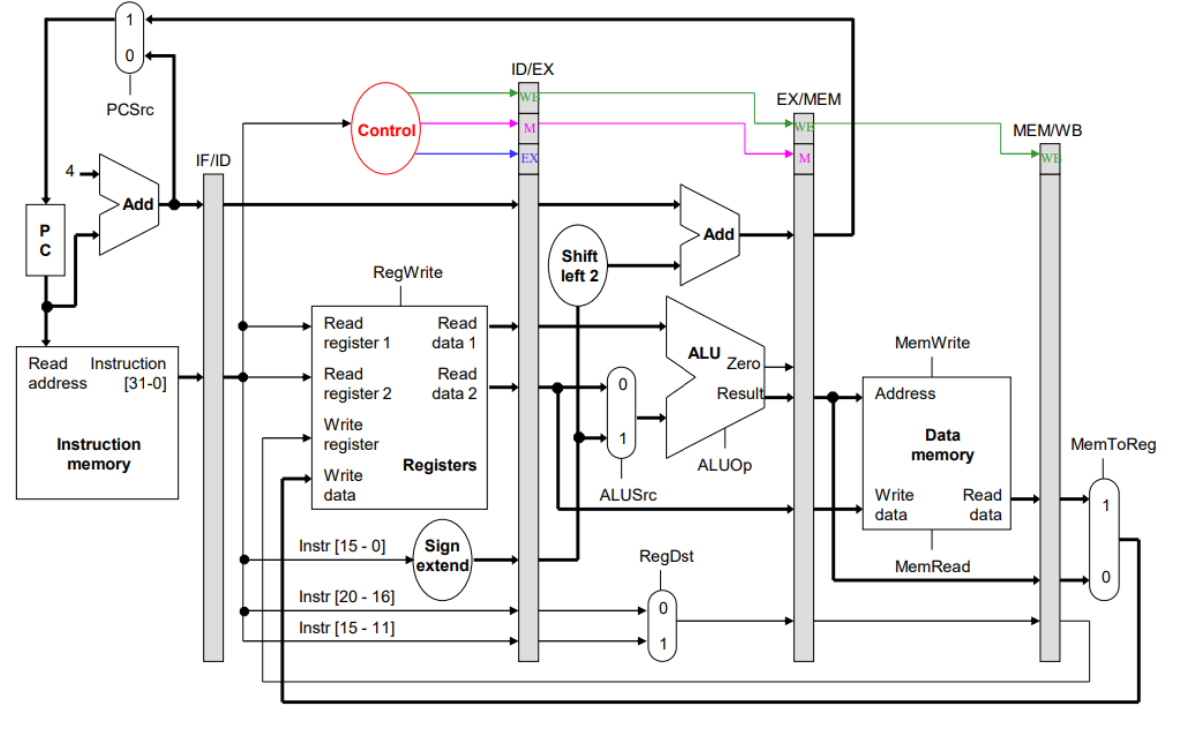 1
0
PCSrc
ID/EX
WB
M
EX
EX/MEM
WB
M
MEM/WB
WB
Control
IF/ID
4
Add
P
C
Add
Shift
left 2
RegWrite
Read
register 1
Read
data 1
Read
register 2
Read
data 2
Write
register
Write
data
Registers
Read
address
Instruction
[31-0]
Instruction
memory
0
1
ALUSrc
ALU
Zero
Result
ALUOp
MemWrite
Address
Data
memory
Write
data
Read
data
MemRead
MemToReg
1
0
Instr [15 - 0]
Sign
extend
RegDst
Instr [20 - 16]
0
Instr [15 - 11]
1